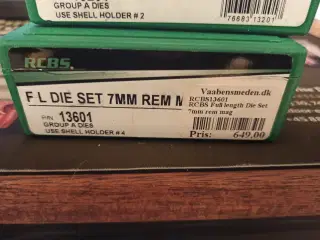 GROUP A DIES
USE SHELL HOLDER #2
76683 13201
RCBS.
F L DIE SET 7MM REM M
P/N 13601
GROUP A DIES
USE SHELL HOLDER #4
Vaabensmeden.dk
RCBS13601
RCBS Full length Die Set
7mm rem mag
Pris: 649.00